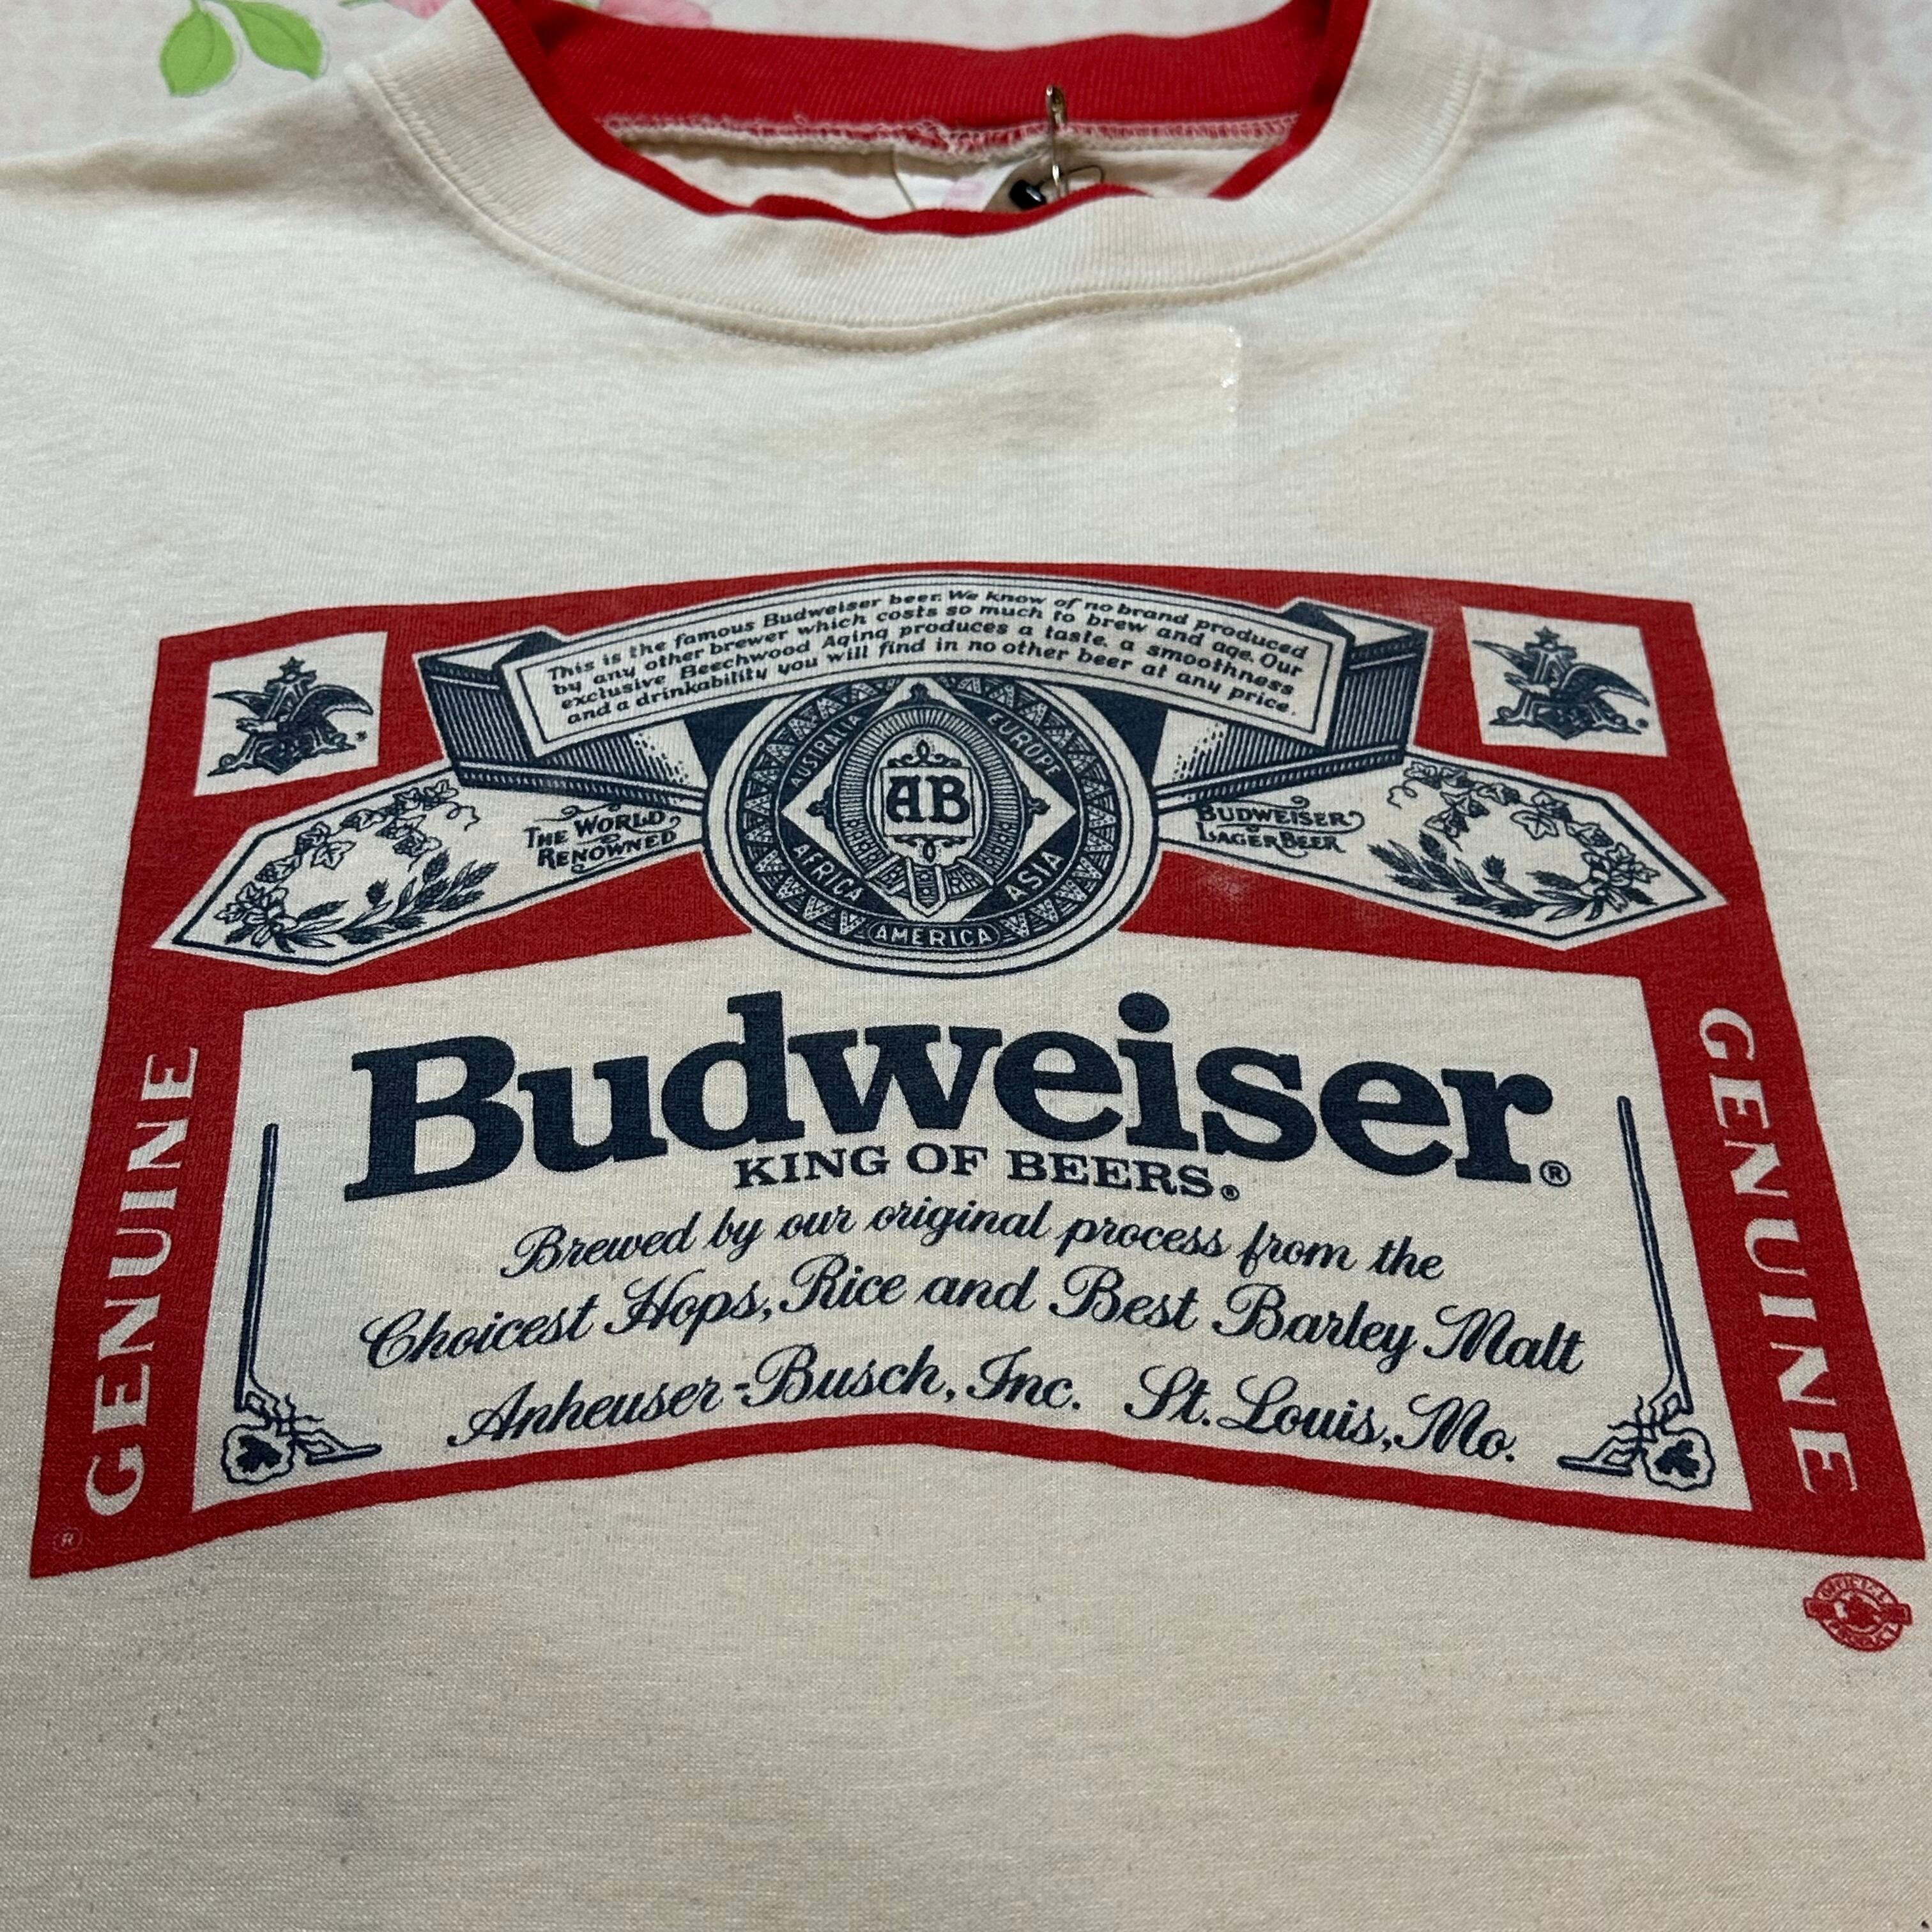 This is the famous Budweiser beer. We know of no brand produced
by any other brewer which costs so much to brew and age. Our
exclusive Beechwood Aging produces a taste, a smoothness
and a drinkability you will find in no other beer at any price.
AUSTRALIA
EUROPE
AB
THE WORLD
RENOWNED
BUDWEISER
LAGER BEER
AFRICA
ASIA
AMERICA
Budweiser®
KING OF BEERS®
Brewed by our original process from the
Choicest Hops, Rice and Best Barley Malt
Anheuser-Busch, Inc. St. Louis, Mo.
GENUINE
GENUINE
®
OFFICIAL
PRODUCT